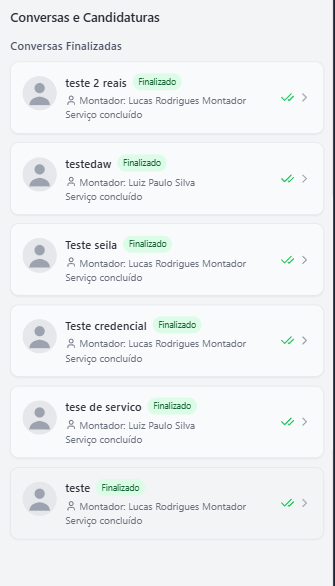 Conversas e Candidaturas
Conversas Finalizadas
teste 2 reais Finalizado
Montador: Lucas Rodrigues Montador
Serviço concluído
testedaw Finalizado
Montador: Luiz Paulo Silva
Serviço concluído
Teste seila Finalizado
Montador: Lucas Rodrigues Montador
Serviço concluído
Teste credencial Finalizado
Montador: Lucas Rodrigues Montador
Serviço concluído
tese de servico Finalizado
Montador: Luiz Paulo Silva
Serviço concluído
teste Finalizado
Montador: Lucas Rodrigues Montador
Serviço concluído